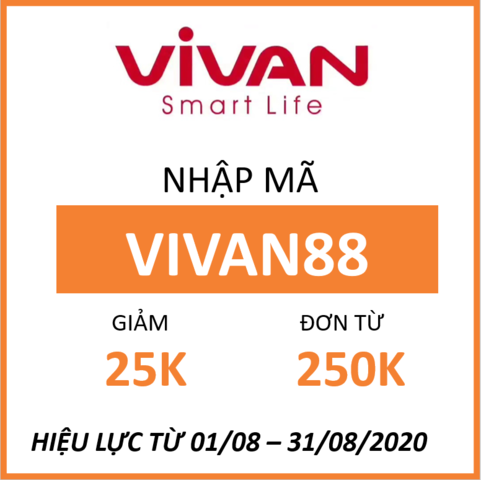 ViVAN
Smart Life
NHẬP MÃ
VIVAN88
GIẢM
25K
ĐƠN TỪ
250K
HIỆU LỰC TỪ 01/08 – 31/08/2020